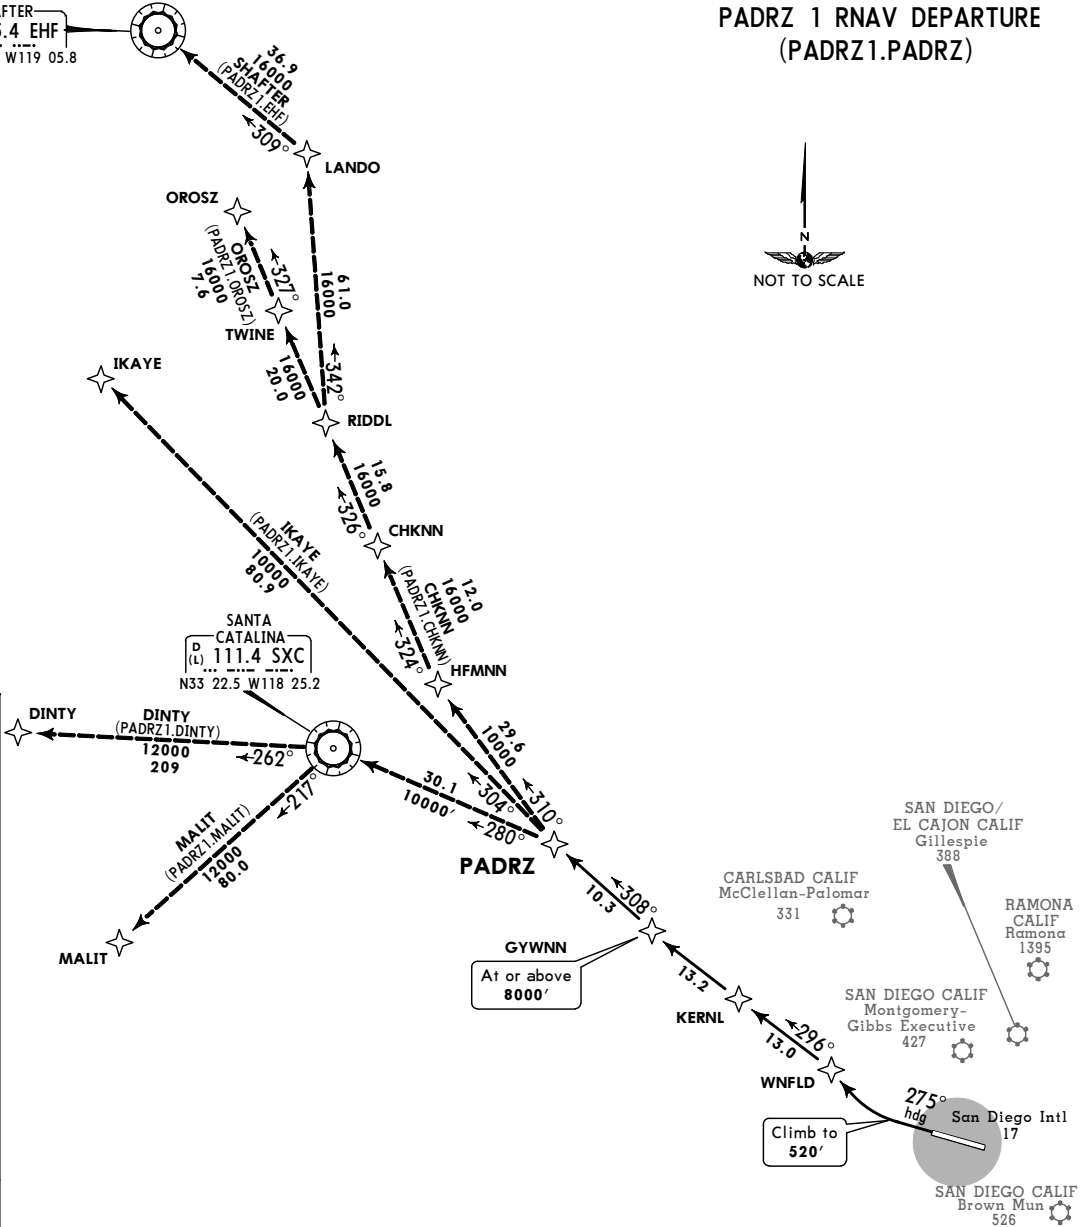 PADRZ 1 RNAV DEPARTURE
(PADRZ1.PADRZ)
N
NOT TO SCALE
EHF
W119 05.8
36.9
16000
SHAFTER
(PADRZ1.EHF)
309°
LANDO
OROSZ
OROSZ
(PADRZ1.OROSZ)
16000
7.6
327°
61.0
16000
TWINE
IKAYE
16000
20.0
342°
RIDDL
15.8
16000
326°
CHKNN
IKAYE
(PADRZ1.IKAYE)
10000
80.9
12.0
16000
CHKNN
(PADRZ1.CHKNN)
324°
SANTA
CATALINA
D
(L) 111.4 SXC
N33 22.5 W118 25.2
HFMNN
DINTY
DINTY
(PADRZ1.DINTY)
12000
209
262°
29.6
10000
30.1
10000′
304°
310°
280°
217°
MALIT
(PADRZ1.MALIT)
12000
80.0
PADRZ
MALIT
308°
10.3
GYWNN
At or above
8000′
13.2
KERNL
296°
13.0
WNFLD
SAN DIEGO/
EL CAJON CALIF
Gillespie
388
CARLSBAD CALIF
McClellan-Palomar
331
RAMONA
CALIF
Ramona
1395
SAN DIEGO CALIF
Montgomery-
Gibbs Executive
427
275°
hdg
San Diego Intl
17
Climb to
520′
SAN DIEGO CALIF
Brown Mun
526